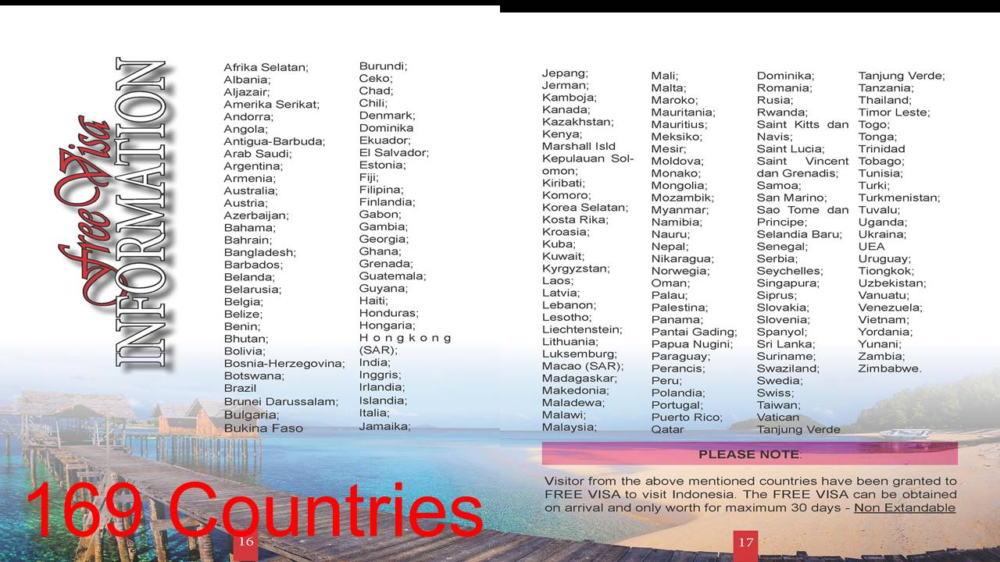 Free Visa
INFORMATION
Afrika Selatan;
Albania;
Aljazair;
Amerika Serikat;
Andorra;
Angola;
Antigua-Barbuda;
Arab Saudi;
Argentina;
Armenia;
Australia;
Austria;
Azerbaijan;
Bahama;
Bahrain;
Bangladesh;
Barbados;
Belanda;
Belarusia;
Belgia;
Belize;
Benin;
Bhutan;
Bolivia;
Bosnia-Herzegovina;
Botswana;
Brazil
Brunei Darussalam;
Bulgaria;
Bukina Faso
Burundi;
Ceko;
Chad;
Chili;
Denmark;
Dominika
Ekuador;
El Salvador;
Estonia;
Fiji;
Filipina;
Finlandia;
Gabon;
Gambia;
Georgia;
Ghana;
Grenada;
Guatemala;
Guyana;
Haiti;
Honduras;
Hongaria;
Hongkong
(SAR);
India;
Inggris;
Irlandia;
Islandia;
Italia;
Jamaika;
169 Countries
16
Jepang;
Jerman;
Kamboja;
Kanada;
Kazakhstan;
Kenya;
Marshall Isld
Kepulauan Sol-
omon;
Kiribati;
Komoro;
Korea Selatan;
Kosta Rika;
Kroasia;
Kuba;
Kuwait;
Kyrgyzstan;
Laos;
Latvia;
Lebanon;
Lesotho;
Liechtenstein;
Lithuania;
Luksemburg;
Macao (SAR);
Madagaskar;
Makedonia;
Maladewa;
Malawi;
Malaysia;
Mali;
Malta;
Maroko;
Mauritania;
Mauritius;
Meksiko;
Mesir;
Moldova;
Monako;
Mongolia;
Mozambik;
Myanmar;
Namibia;
Nauru;
Nepal;
Nikaragua;
Norwegia;
Oman;
Palau;
Palestina;
Panama;
Pantai Gading;
Papua Nugini;
Paraguay;
Perancis;
Peru;
Polandia;
Portugal;
Puerto Rico;
Qatar
Dominika;
Romania;
Rusia;
Rwanda;
Saint Kitts dan
Navis;
Saint Lucia;
Saint Vincent
dan Grenadis;
Samoa;
San Marino;
Sao Tome dan
Principe;
Selandia Baru;
Senegal;
Serbia;
Seychelles;
Singapura;
Siprus;
Slovakia;
Slovenia;
Spanyol;
Sri Lanka;
Suriname;
Swaziland;
Swedia;
Swiss;
Taiwan;
Vatican
Tanjung Verde
Tanjung Verde;
Tanzania;
Thailand;
Timor Leste;
Togo;
Tonga;
Trinidad
Tobago;
Tunisia;
Turki;
Turkmenistan;
Tuvalu;
Uganda;
Ukraina;
UEA
Uruguay;
Tiongkok;
Uzbekistan;
Vanuatu;
Venezuela;
Vietnam;
Yordania;
Yunani;
Zambia;
Zimbabwe.
PLEASE NOTE:
Visitor from the above mentioned countries have been granted to
FREE VISA to visit Indonesia. The FREE VISA can be obtained
on arrival and only worth for maximum 30 days - Non Extandable
17